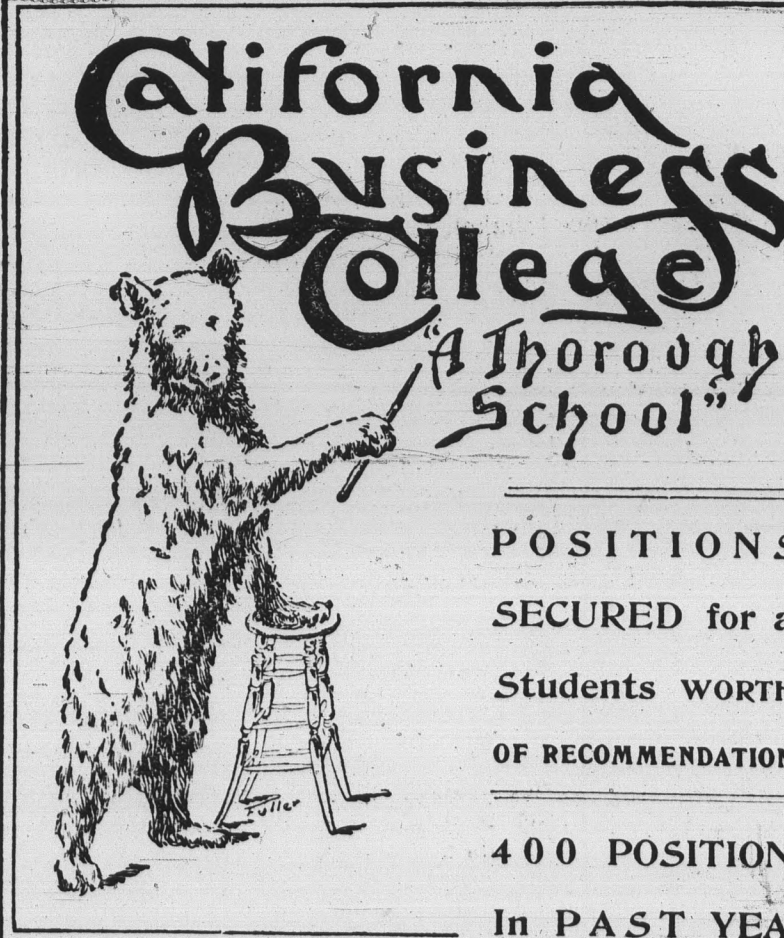 California
Business
College
"A Thorough
School"
POSITIONS
SECURED for a
Students WORTH
OF RECOMMENDATION
400 POSITION
In PAST YEA
Fuller